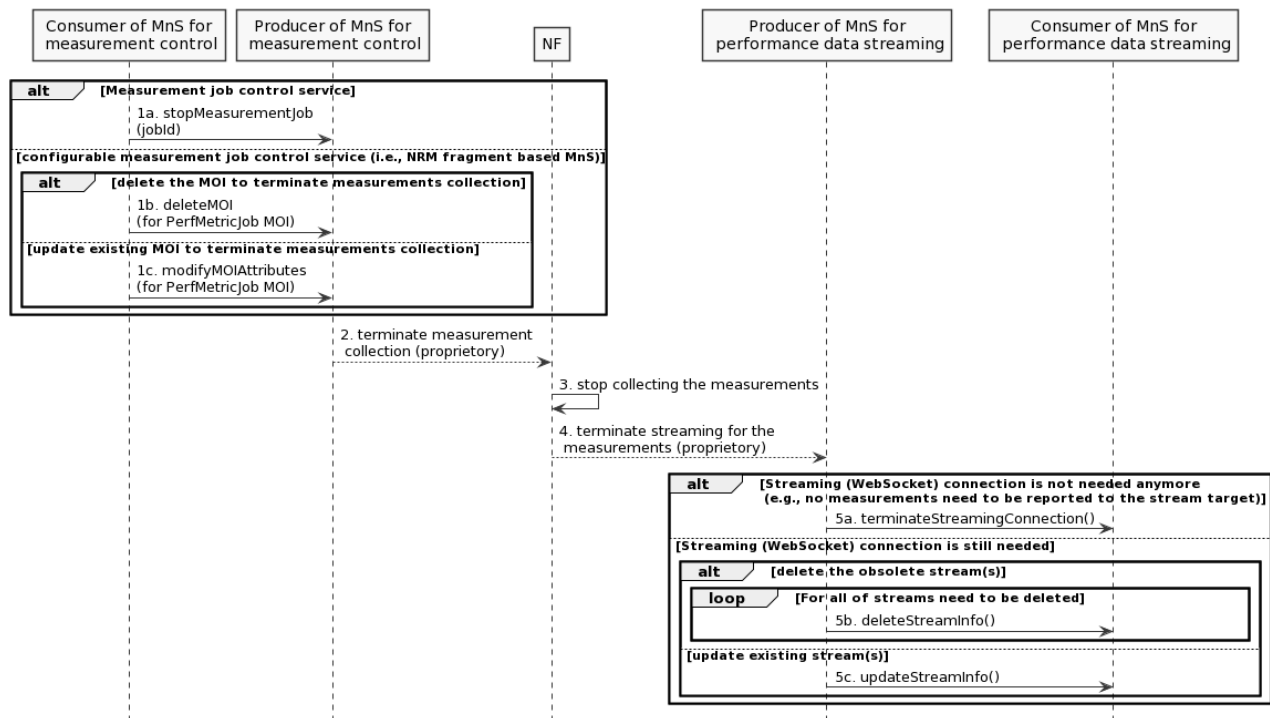 Consumer of MnS for
measurement control
Producer of MnS for
measurement control
NF
Producer of MnS for
performance data streaming
Consumer of MnS for
performance data streaming
alt
[Measurement job control service]
1a. stopMeasurementJob
(jobId)
[configurable measurement job control service (i.e., NRM fragment based MnS)]
alt
[delete the MOI to terminate measurements collection]
1b. deleteMOI
(for PerfMetricJob MOI)
[update existing MOI to terminate measurements collection]
1c. modifyMOIAttributes
(for PerfMetricJob MOI)
2. terminate measurement
collection (proprietory)
3. stop collecting the measurements
4. terminate streaming for the
measurements (proprietory)
alt
[Streaming (WebSocket) connection is not needed anymore
(e.g., no measurements need to be reported to the stream target)]
5a. terminateStreamingConnection()
[Streaming (WebSocket) connection is still needed]
alt
[delete the obsolete stream(s)]
loop
[For all of streams need to be deleted]
5b. deleteStreamInfo()
[update existing stream(s)]
5c. updateStreamInfo()